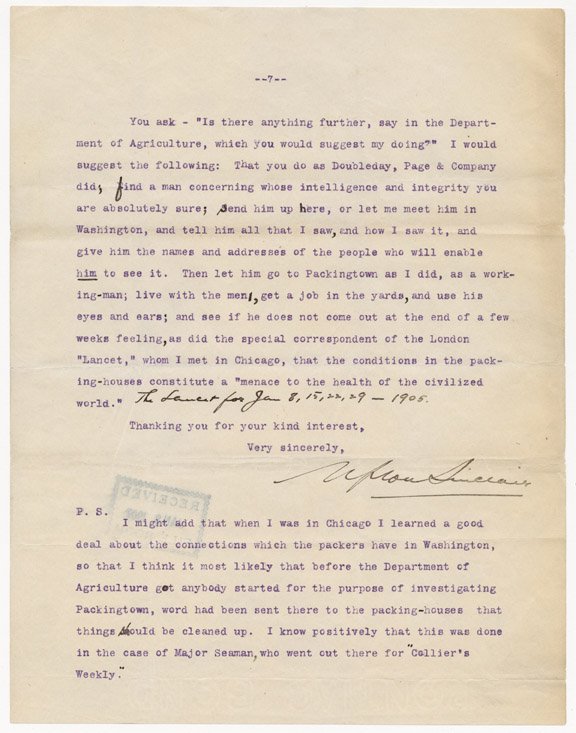 --7--
You ask - "Is there anything further, say in the Depart-
ment of Agriculture, which you would suggest my doing?" I would
suggest the following: That you do as Doubleday, Page & Company
did, find a man concerning whose intelligence and integrity you
are absolutely sure; send him up here, or let me meet him in
Washington, and tell him all that I saw, and how I saw it, and
give him the names and addresses of the people who will enable
him to see it. Then let him go to Packingtown as I did, as a work-
ing-man; live with the men, get a job in the yards, and use his
eyes and ears; and see if he does not come out at the end of a few
weeks feeling, as did the special correspondent of the London
"Lancet," whom I met in Chicago, that the conditions in the pack-
ing-houses constitute a "menace to the health of the civilized
world." The Lancet for Jan 8, 15, 22, 29 — 1905.
Thanking you for your kind interest,
Very sincerely,
Upton Sinclair
RECEIVED
P. S.
I might add that when I was in Chicago I learned a good
deal about the connections which the packers have in Washington,
so that I think it most likely that before the Department of
Agriculture got anybody started for the purpose of investigating
Packingtown, word had been sent there to the packing-houses that
things should be cleaned up. I know positively that this was done
in the case of Major Seaman, who went out there for "Collier's
Weekly."